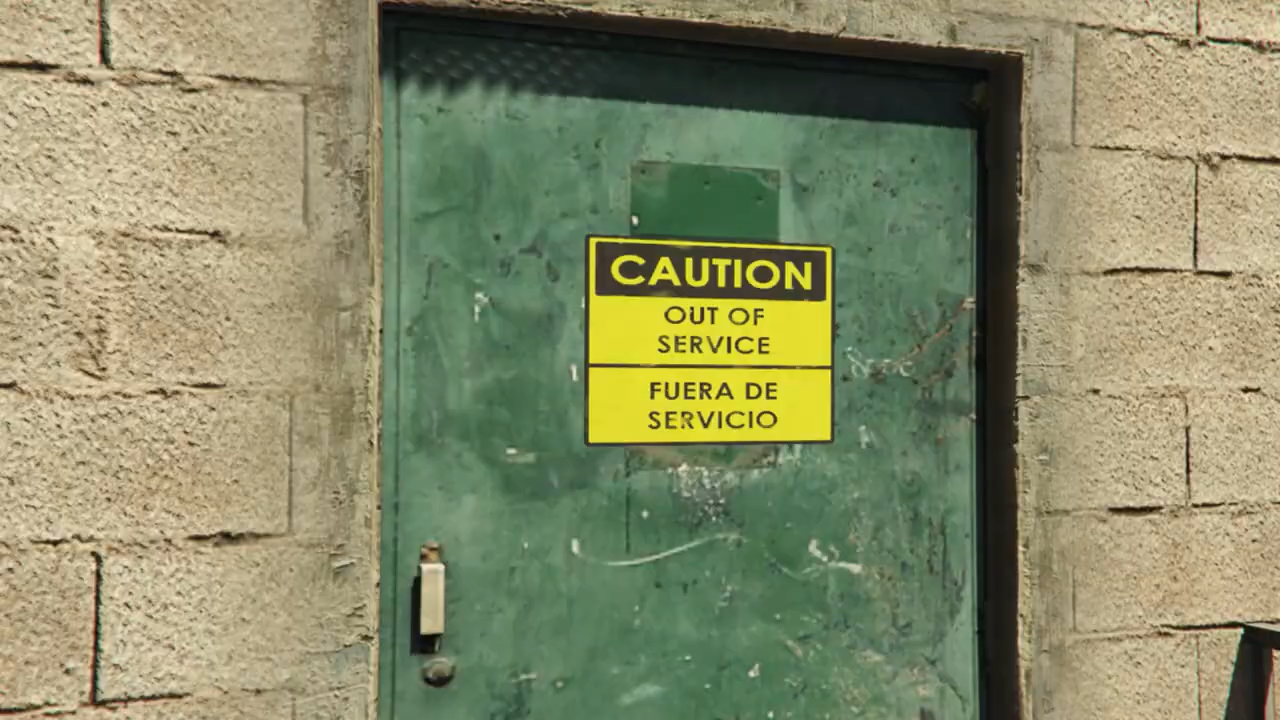 CAUTION
OUT OF
SERVICE
FUERA DE
SERVICIO